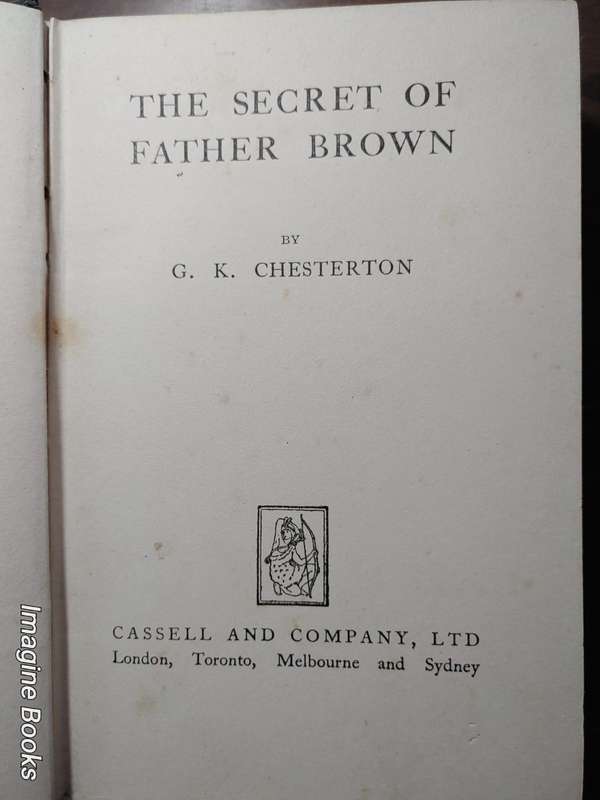 THE SECRET OF
FATHER BROWN
BY
G. K. CHESTERTON
CASSELL AND COMPANY, LTD
London, Toronto, Melbourne and Sydney
Imagine Books